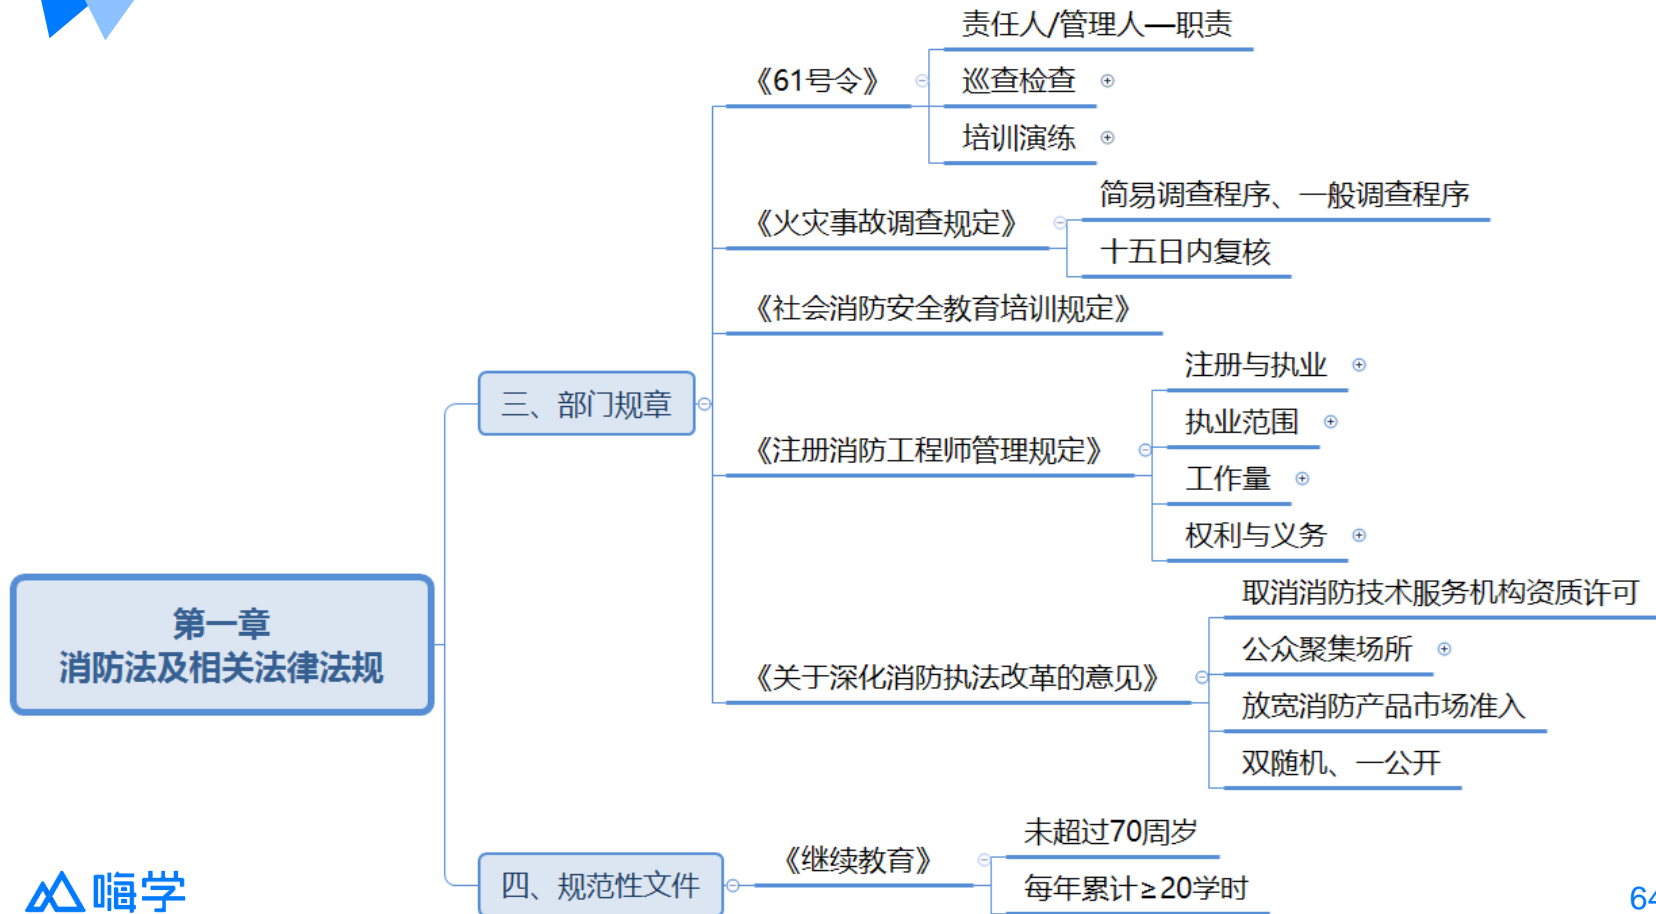 第一章
消防法及相关法律法规
三、部门规章
《61号令》
责任人/管理人—职责
巡查检查
培训演练
《火灾事故调查规定》
简易调查程序、一般调查程序
十五日内复核
《社会消防安全教育培训规定》
《注册消防工程师管理规定》
注册与执业
执业范围
工作量
权利与义务
《关于深化消防执法改革的意见》
取消消防技术服务机构资质许可
公众聚集场所
放宽消防产品市场准入
双随机、一公开
四、规范性文件
《继续教育》
未超过70周岁
每年累计≥20学时
嗨学
64